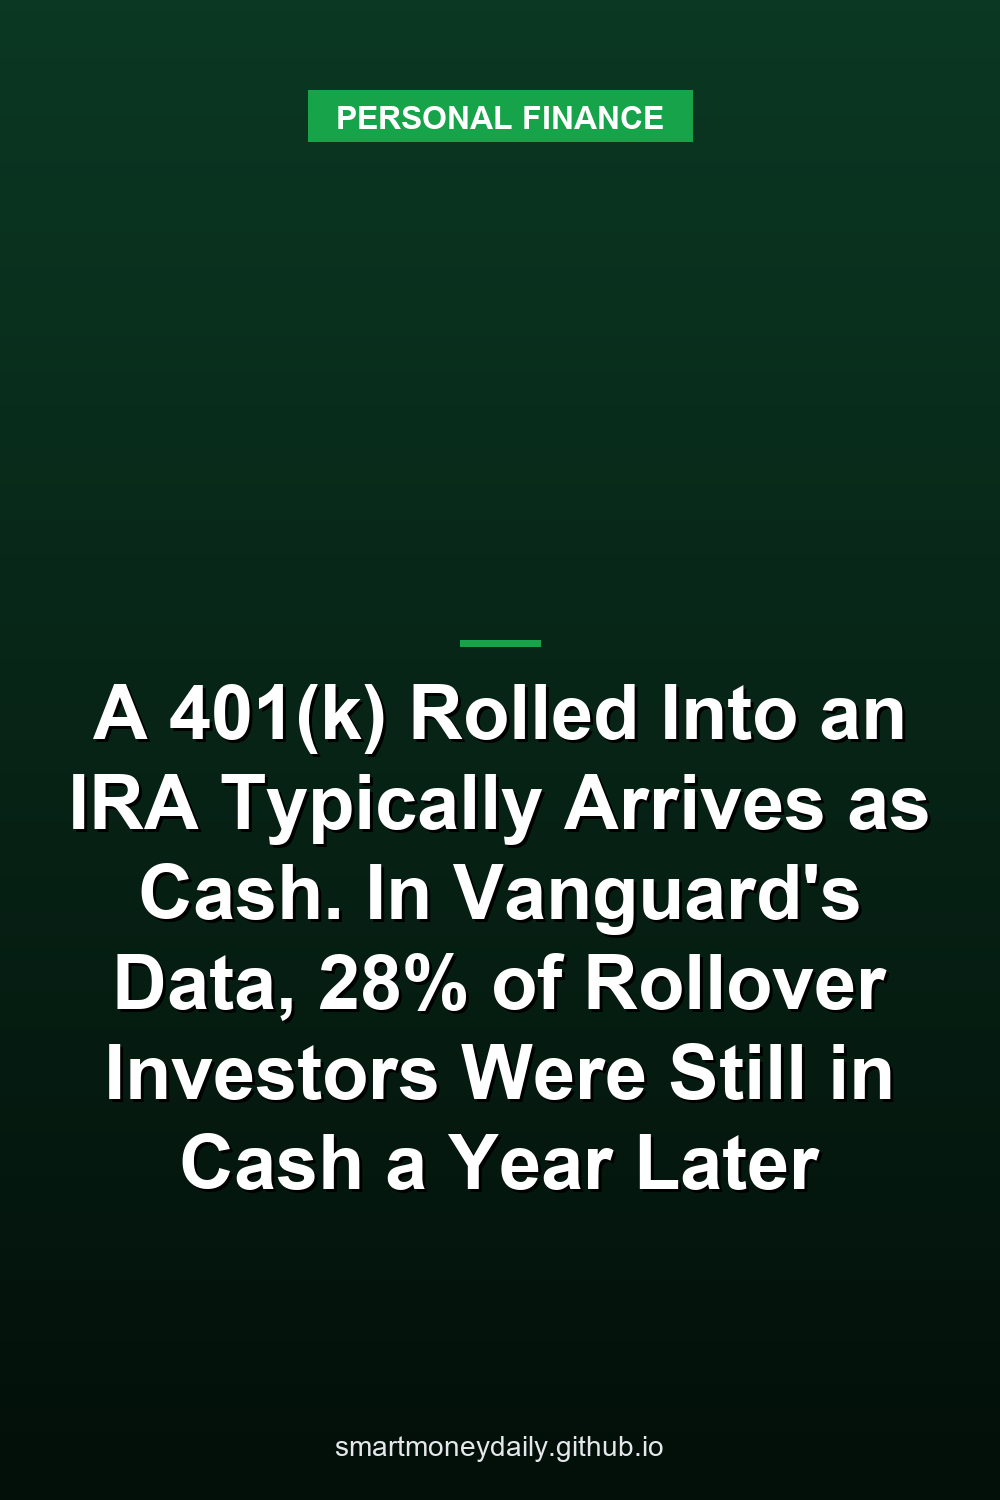 PERSONAL FINANCE
A 401(k) Rolled Into an
IRA Typically Arrives as
Cash. In Vanguard's
Data, 28% of Rollover
Investors Were Still in
Cash a Year Later
smartmoneydaily.github.io